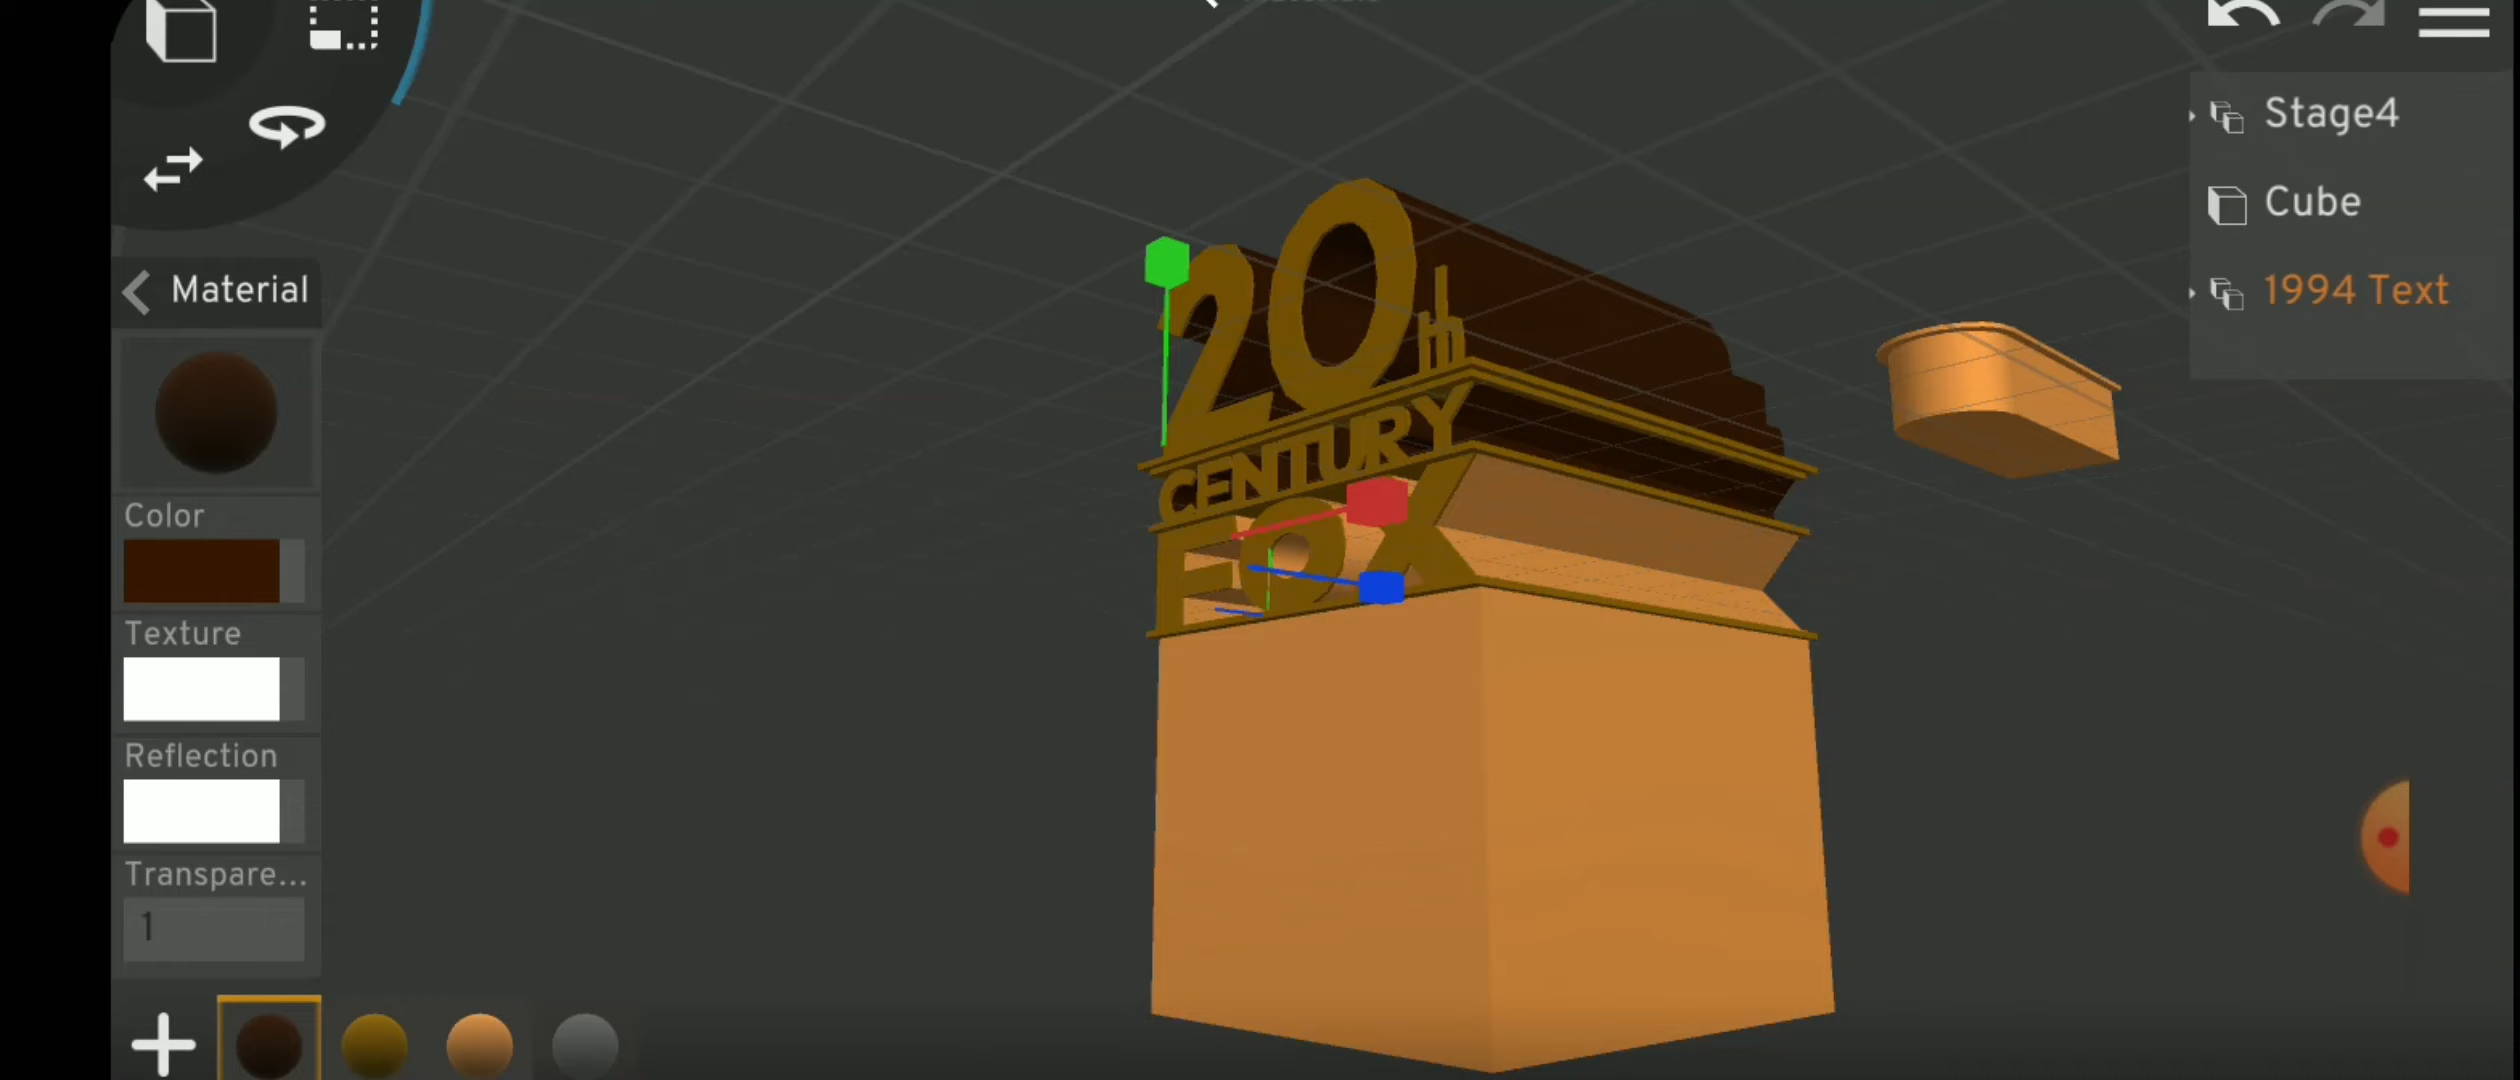 Stage4
Cube
1994 Text
Material
Color
Texture
Reflection
Transpare...
1
20th
CENTURY
FOX